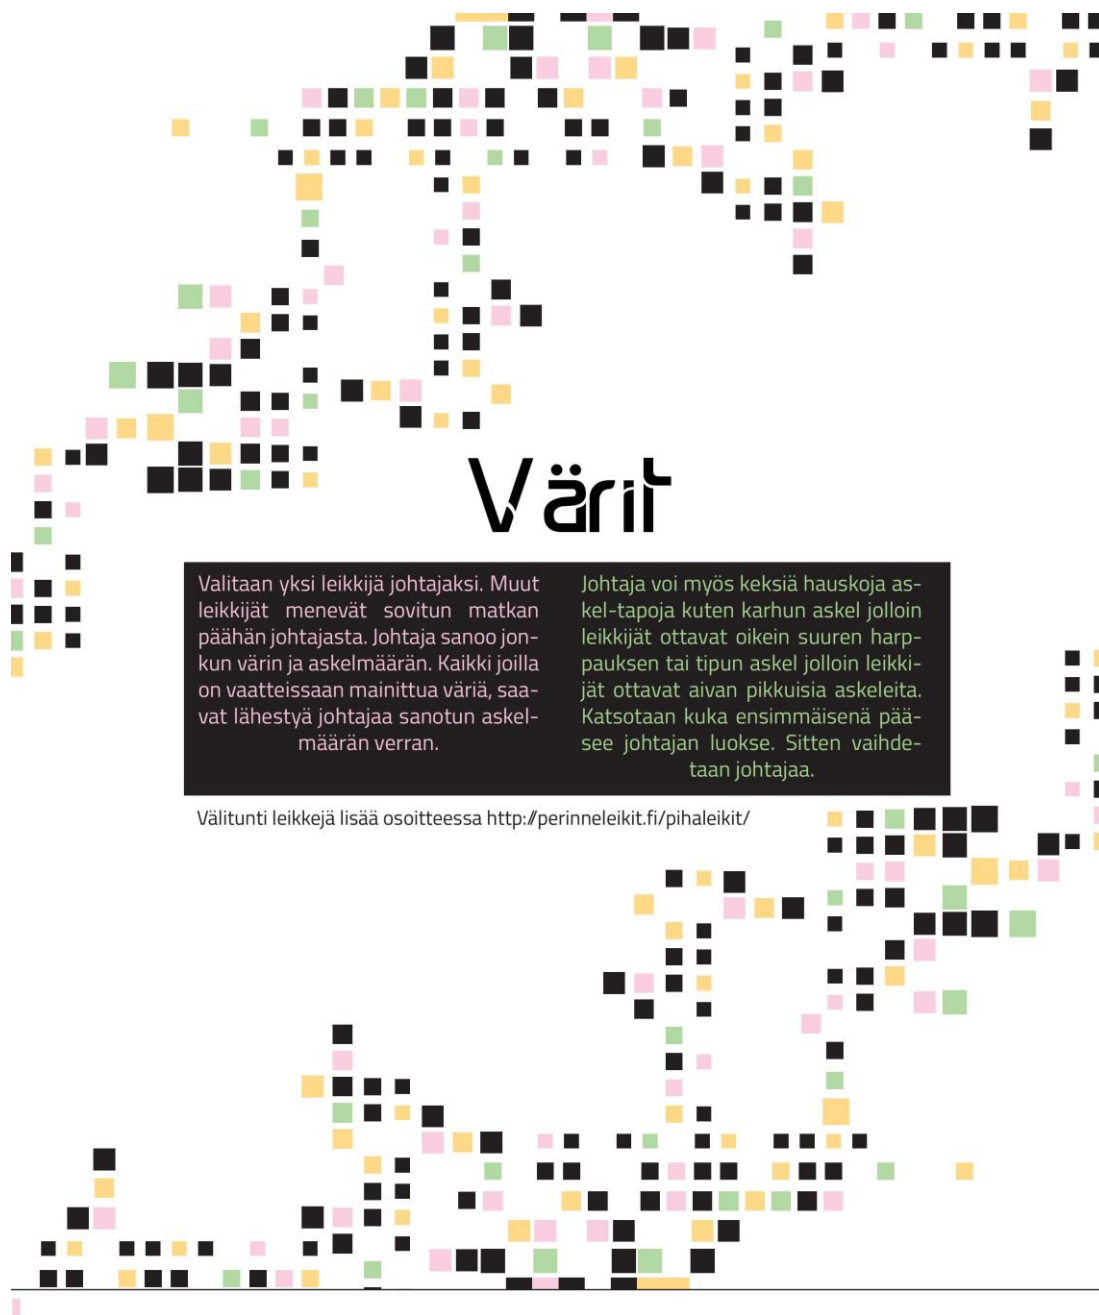 Värit
Valitaan yksi leikkijä johtajaksi. Muut
leikkijät menevät sovitun matkan
päähän johtajasta. Johtaja sanoo jon-
kun värin ja askelmäärän. Kaikki joilla
on vaatteissaan mainittua väriä, saa-
vat lähestyä johtajaa sanotun askel-
määrän verran.
Johtaja voi myös keksiä hauskoja as-
kel-tapoja kuten karhun askel jolloin
leikkijät ottavat oikein suuren harp-
pauksen tai tipun askel jolloin leikki-
jät ottavat aivan pikkuisia askeleita.
Katsotaan kuka ensimmäisenä pää-
see johtajan luokse. Sitten vaihde-
taan johtajaa.
Välitunti leikkejä lisää osoitteessa http://perinneleikit.fi/pihaleikit/